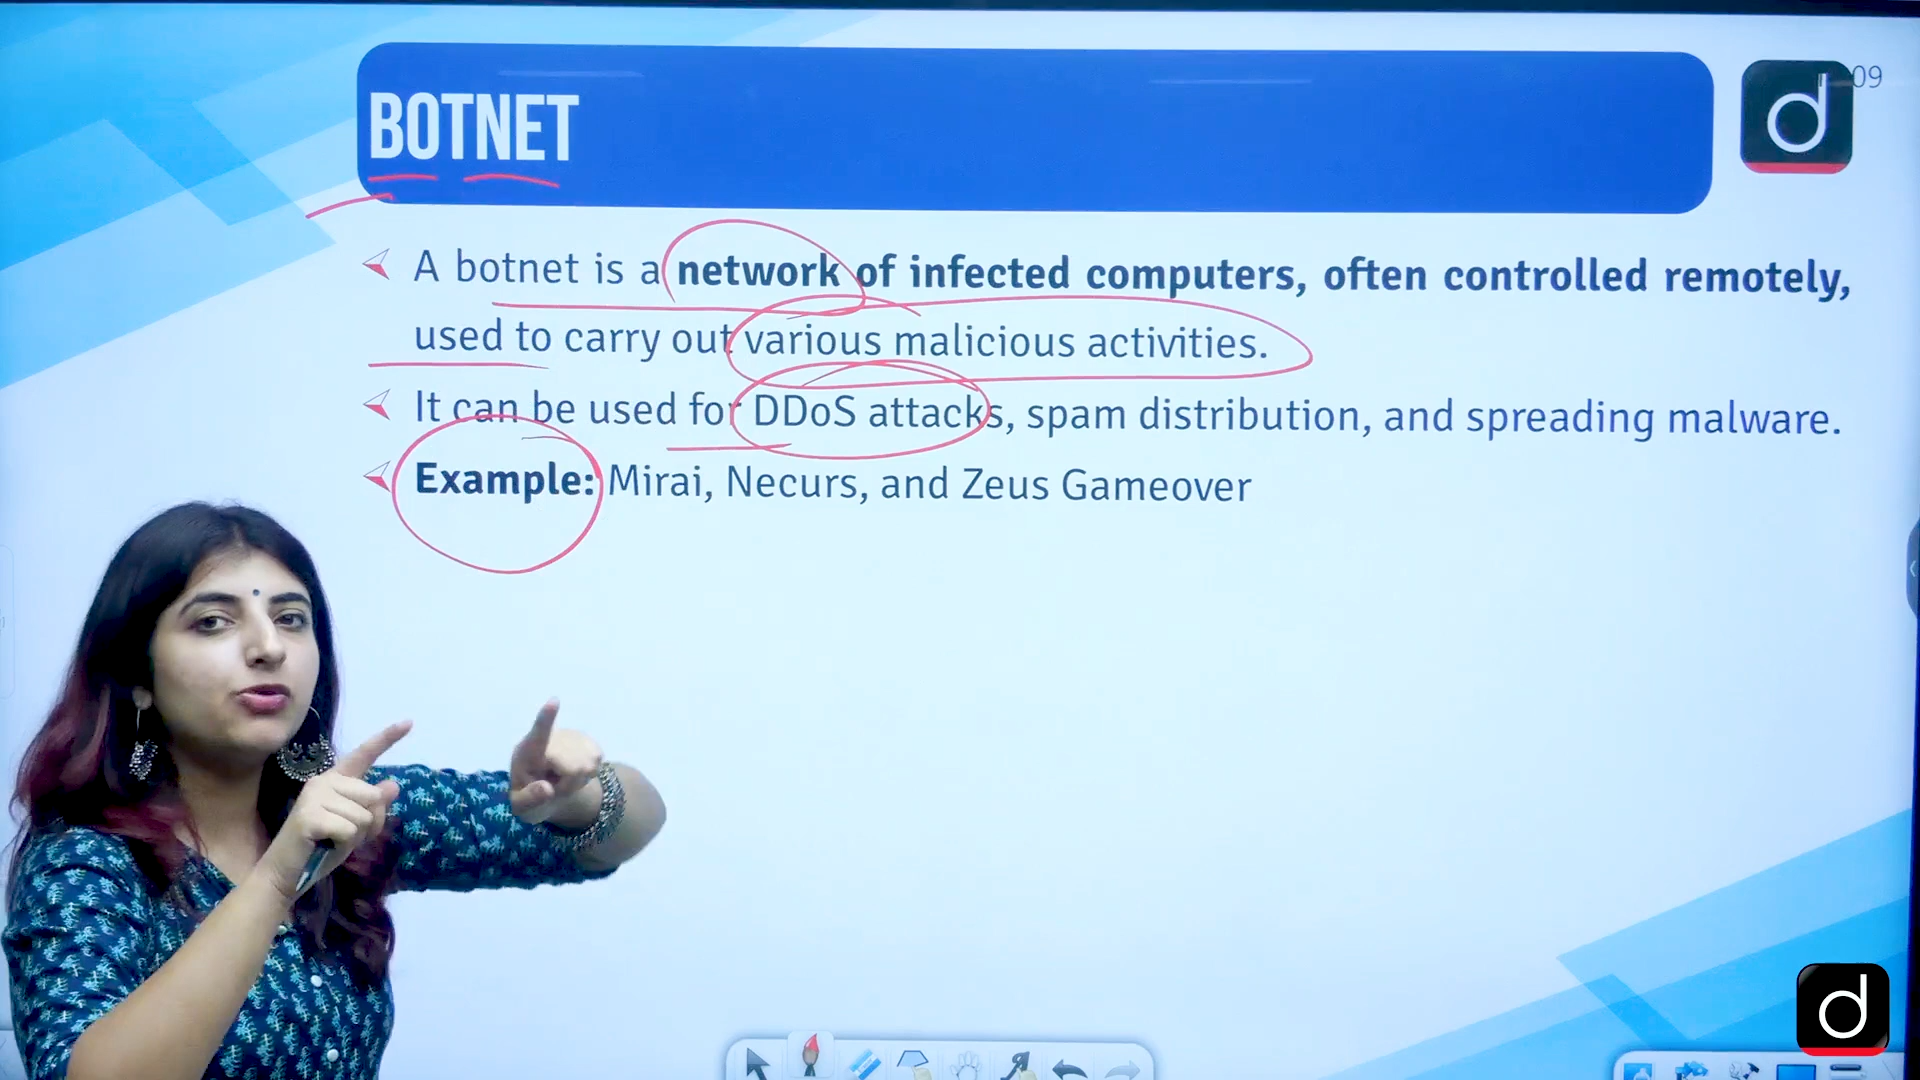 BOTNET
d
09
A botnet is a network of infected computers, often controlled remotely,
used to carry out various malicious activities.
It can be used for DDoS attacks, spam distribution, and spreading malware.
Example: Mirai, Necurs, and Zeus Gameover
d